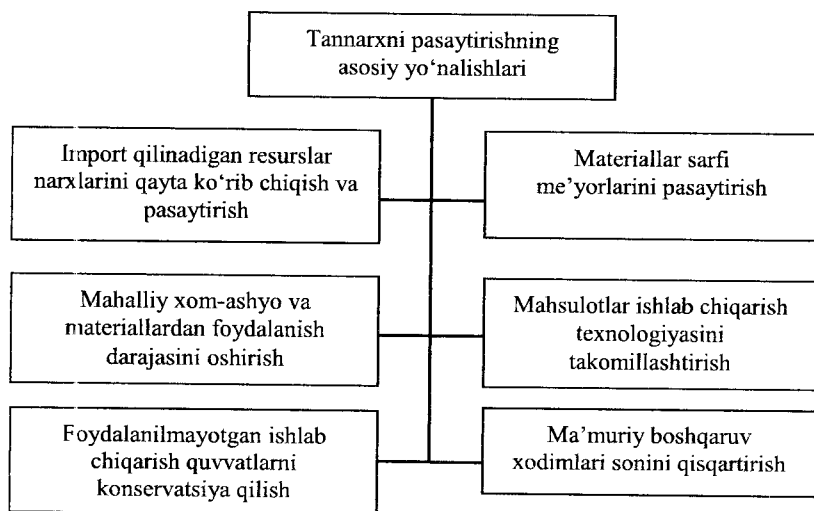 Tannarxni pasaytirishning
asosiy yo‘nalishlari
Import qilinadigan resurslar
narxlarini qayta ko‘rib chiqish va
pasaytirish
Materiallar sarfi
me’yorlarini pasaytirish
Mahalliy xom-ashyo va
materiallardan foydalanish
darajasini oshirish
Mahsulotlar ishlab chiqarish
texnologiyasini
takomillashtirish
Foydalanilmayotgan ishlab
chiqarish quvvatlarni
konservatsiya qilish
Ma’muriy boshqaruv
xodimlari sonini qisqartirish